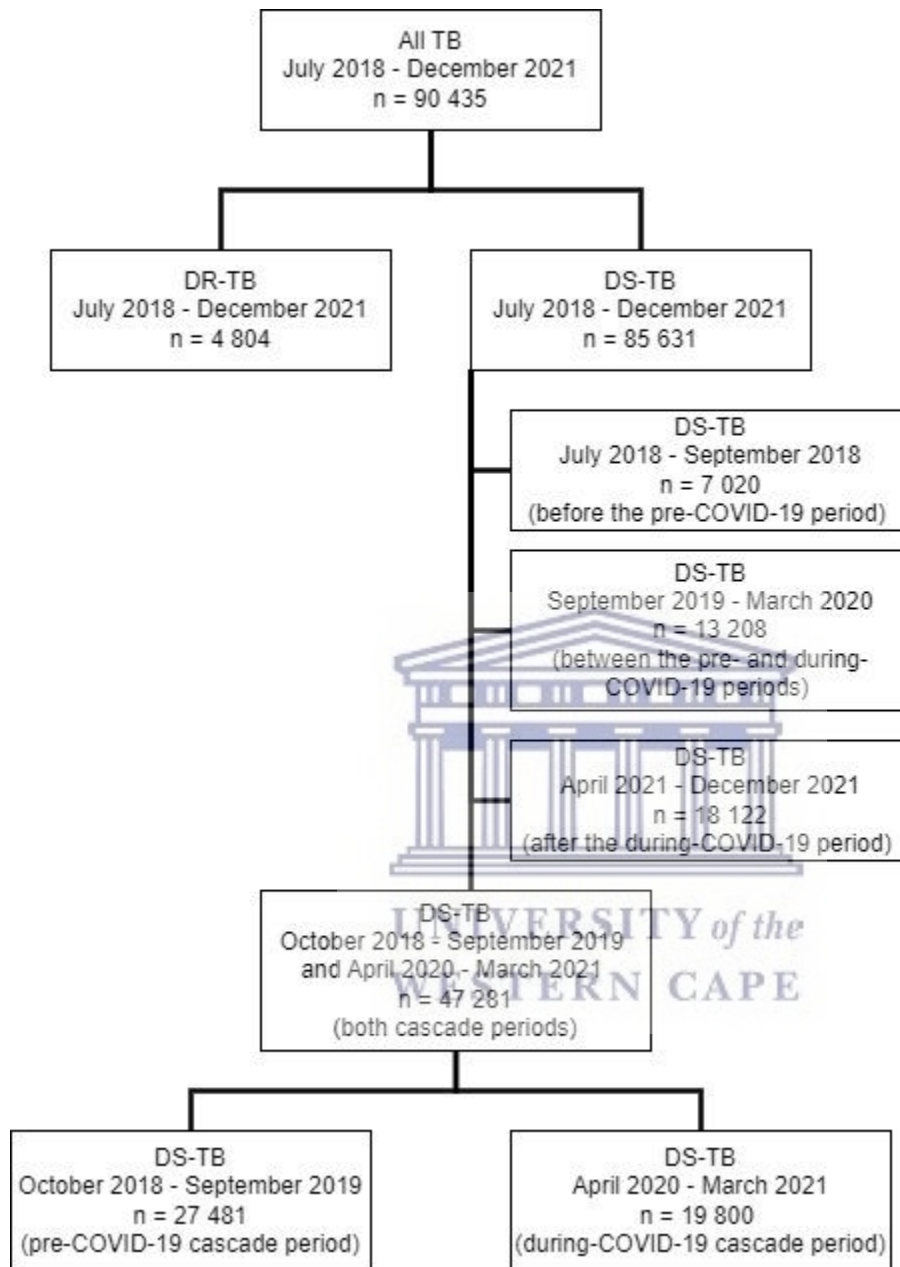 All TB
July 2018 - December 2021
n = 90 435
DR-TB
July 2018 - December 2021
n = 4 804
DS-TB
July 2018 - December 2021
n = 85 631
DS-TB
July 2018 - September 2018
n = 7 020
(before the pre-COVID-19 period)
DS-TB
September 2019 - March 2020
n = 13 208
(between the pre- and during-
COVID-19 periods)
DS-TB
April 2021 - December 2021
n = 18 122
(after the during-COVID-19 period)
DS-TB
October 2018 - September 2019
and April 2020 - March 2021
n = 47 281
(both cascade periods)
UNIVERSITY of the
WESTERN CAPE
DS-TB
October 2018 - September 2019
n = 27 481
(pre-COVID-19 cascade period)
DS-TB
April 2020 - March 2021
n = 19 800
(during-COVID-19 cascade period)